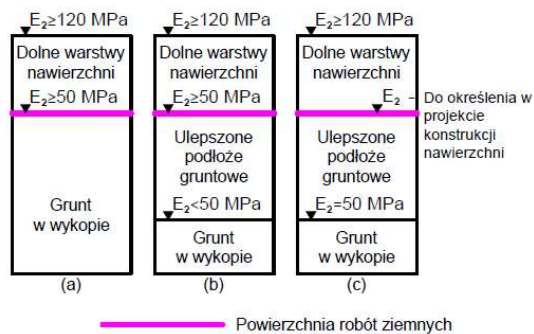 E₂≥120 MPa
Dolne warstwy
nawierzchni
E₂≥50 MPa
Grunt
w wykopie
(a)
E₂≥120 MPa
Dolne warstwy
nawierzchni
E₂≥50 MPa
Ulepszone
podłoże
gruntowe
E₂<50 MPa
Grunt
w wykopie
(b)
E₂≥120 MPa
Dolne warstwy
nawierzchni
E₂ - Do określenia w
projekcie
konstrukcji
nawierzchni
Ulepszone
podłoże
gruntowe
E₂=50 MPa
Grunt
w wykopie
(c)
Powierzchnia robót ziemnych